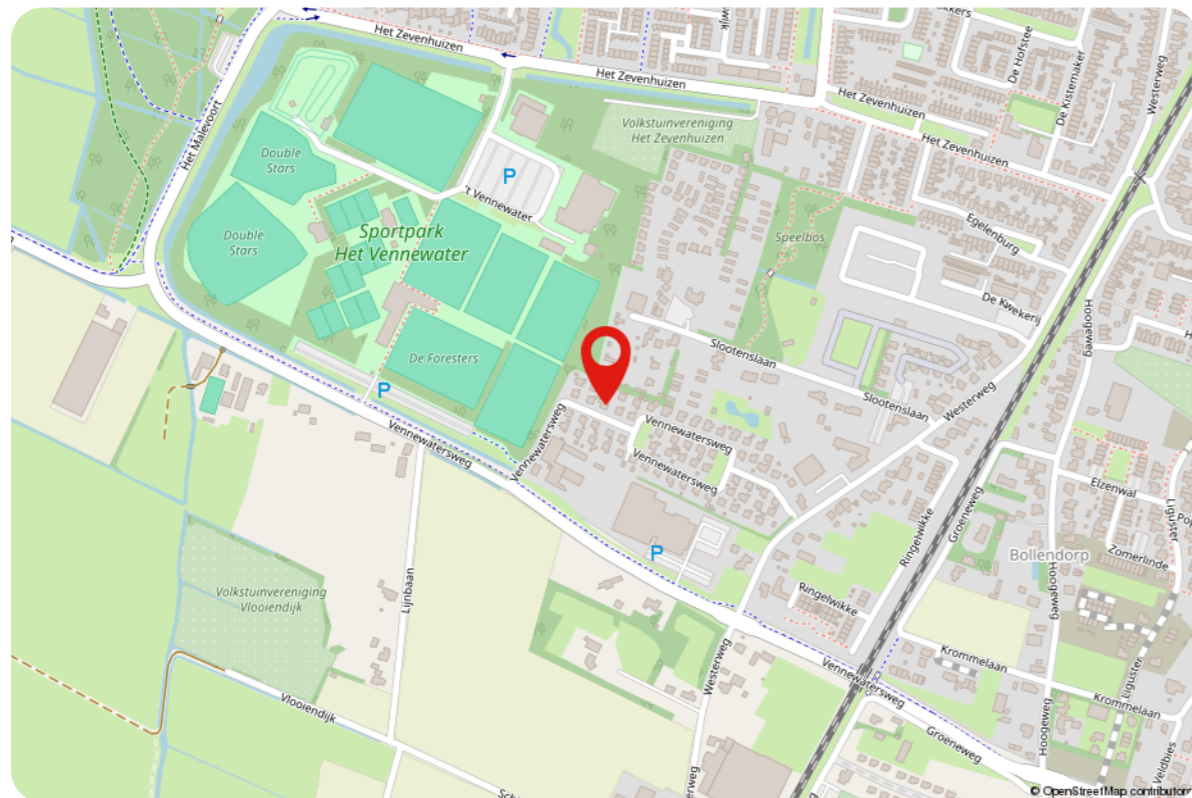 Het Zevenhuizen
Het Zevenhuizen
Het Zevenhuizen
Het Zevenhuizen
De Hofstee
De Kistemaker
Westerweg
Volkstuinvereniging
Het Zevenhuizen
Het Malevoort
Double
Stars
P
't Vennewater
Sportpark
Het Vennewater
Double
Stars
Speelbos
Egelenburg
De Kwekerij
Hoogeweg
De Foresters
Slootenslaan
Slootenslaan
Westerweg
P
Vennewatersweg
Vennewatersweg
Vennewatersweg
Vennewatersweg
Elzenwal
Liguster
Groeneweg
Ringelwikke
P
Bollendorp
Zomerlinde
Hoogeweg
Volkstuinvereniging
Vlooiendijk
Lijnbaan
Ringelwikke
Westerweg
Krommelaan
Krommelaan
Liguster
Vennewatersweg
Vlooiendijk
Groeneweg
Hoogeweg
Veldbies
© OpenStreetMap contributors